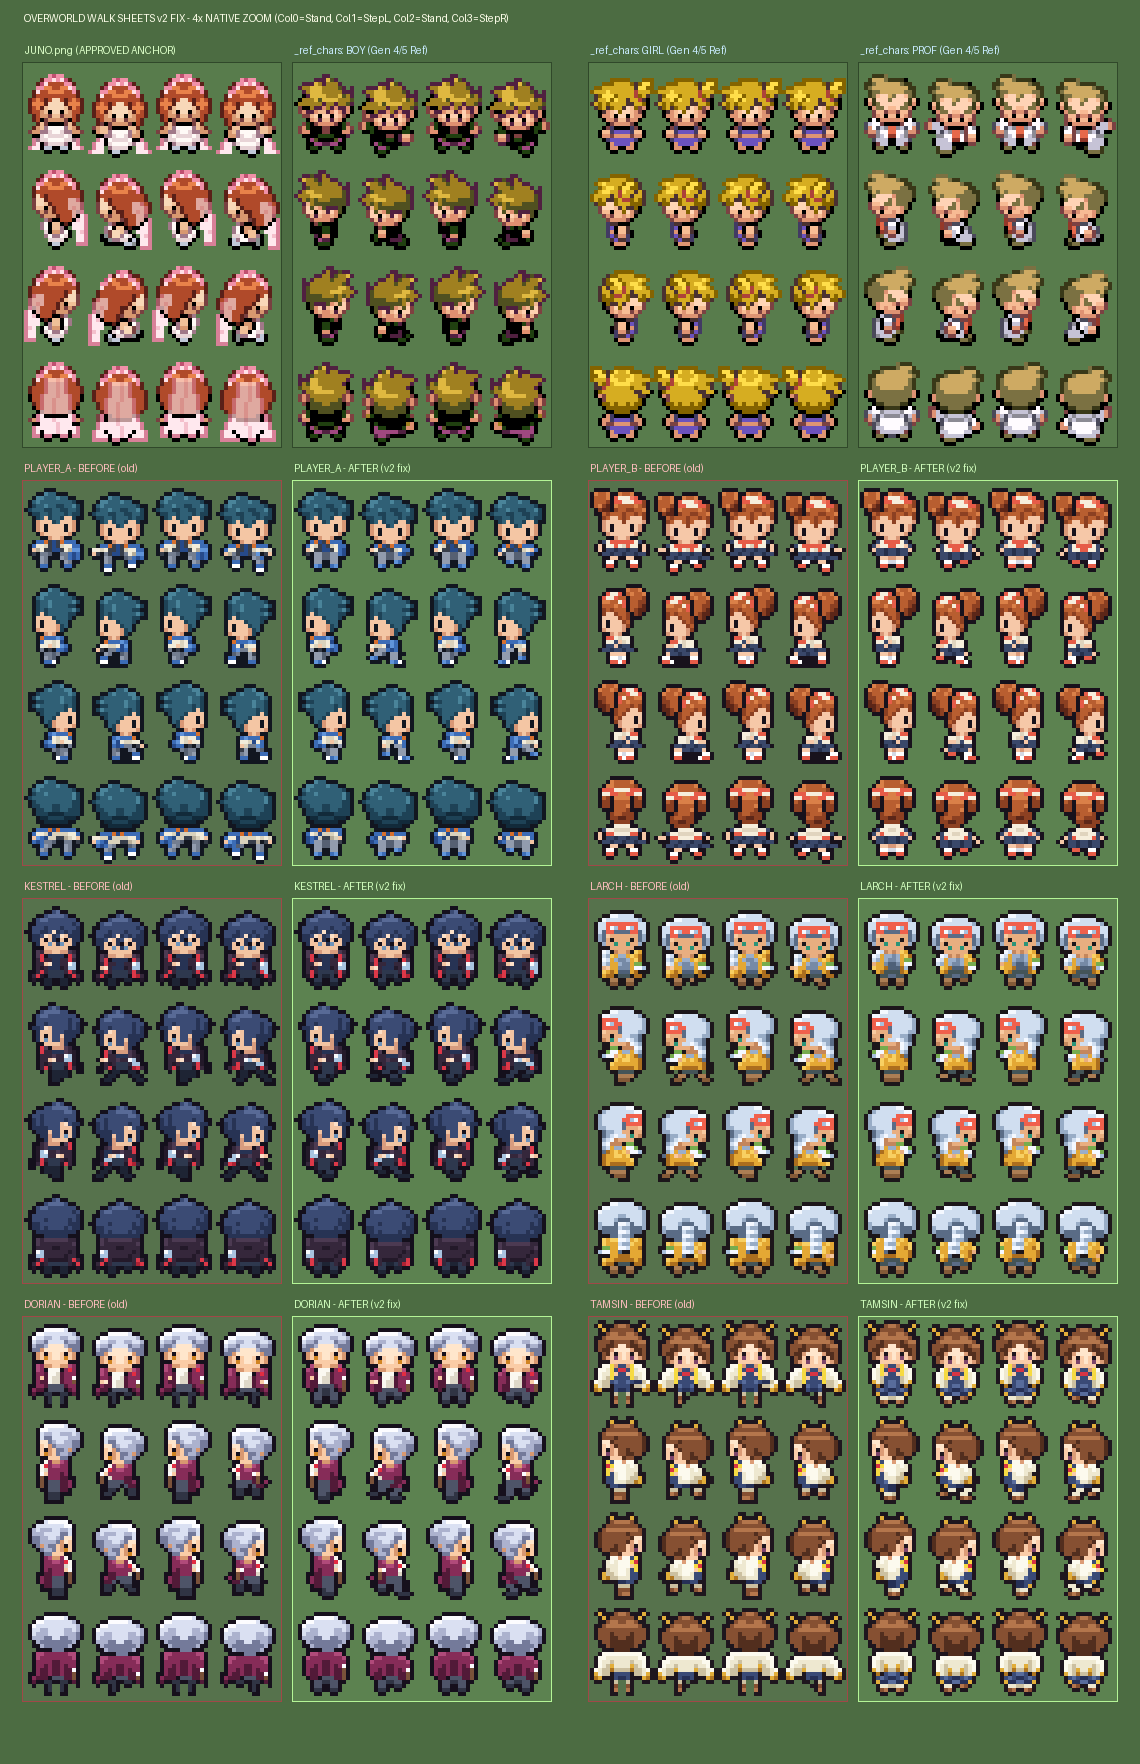 OVERWORLD WALK SHEETS v2 FIX - 4x NATIVE ZOOM (Col0=Stand, Col1=StepL, Col2=Stand, Col3=StepR)
JUNO.png (APPROVED ANCHOR)
_ref_chars: BOY (Gen 4/5 Ref)
_ref_chars: GIRL (Gen 4/5 Ref)
_ref_chars: PROF (Gen 4/5 Ref)
PLAYER_A - BEFORE (old)
PLAYER_A - AFTER (v2 fix)
PLAYER_B - BEFORE (old)
PLAYER_B - AFTER (v2 fix)
KESTREL - BEFORE (old)
KESTREL - AFTER (v2 fix)
LARCH - BEFORE (old)
LARCH - AFTER (v2 fix)
DORIAN - BEFORE (old)
DORIAN - AFTER (v2 fix)
TAMSIN - BEFORE (old)
TAMSIN - AFTER (v2 fix)